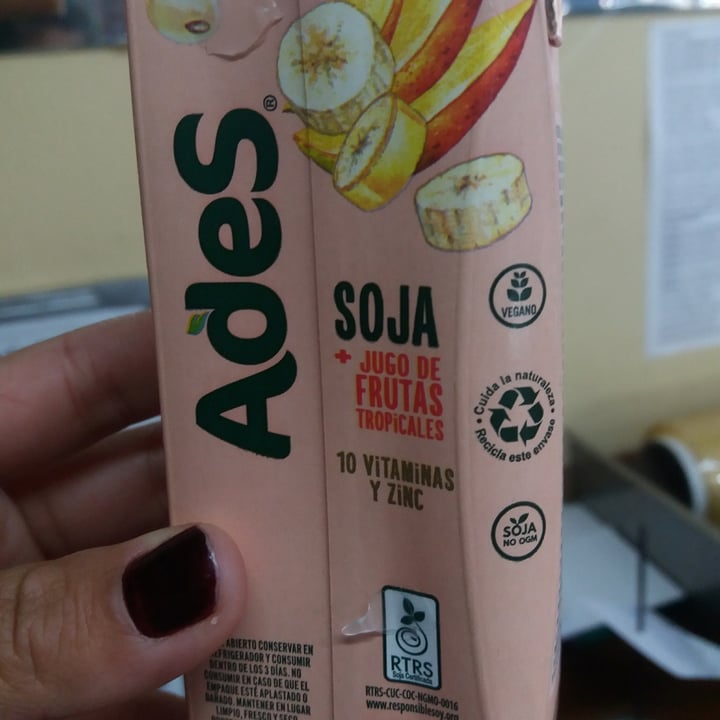 AdeS®
SOJA
+ JUGO DE
FRUTAS
TROPiCALES
10 ViTAMiNAS
Y ZiNC
VEGANO
Cuida la naturaleza
Recicla este envase
SOJA
NO OGM
RTRS
Soja Certificada
RTRS-CUC-CDC-NGMO-0016
www.responsiblesoy.org
ABIERTO CONSERVAR EN
REFRIGERADOR Y CONSUMIR
DENTRO DE LOS 3 DÍAS. NO
CONSUMIR EN CASO DE QUE EL
EMPAQUE ESTÉ APLASTADO O
DAÑADO. MANTENER EN LUGAR
LIMPIO, FRESCO Y SECO